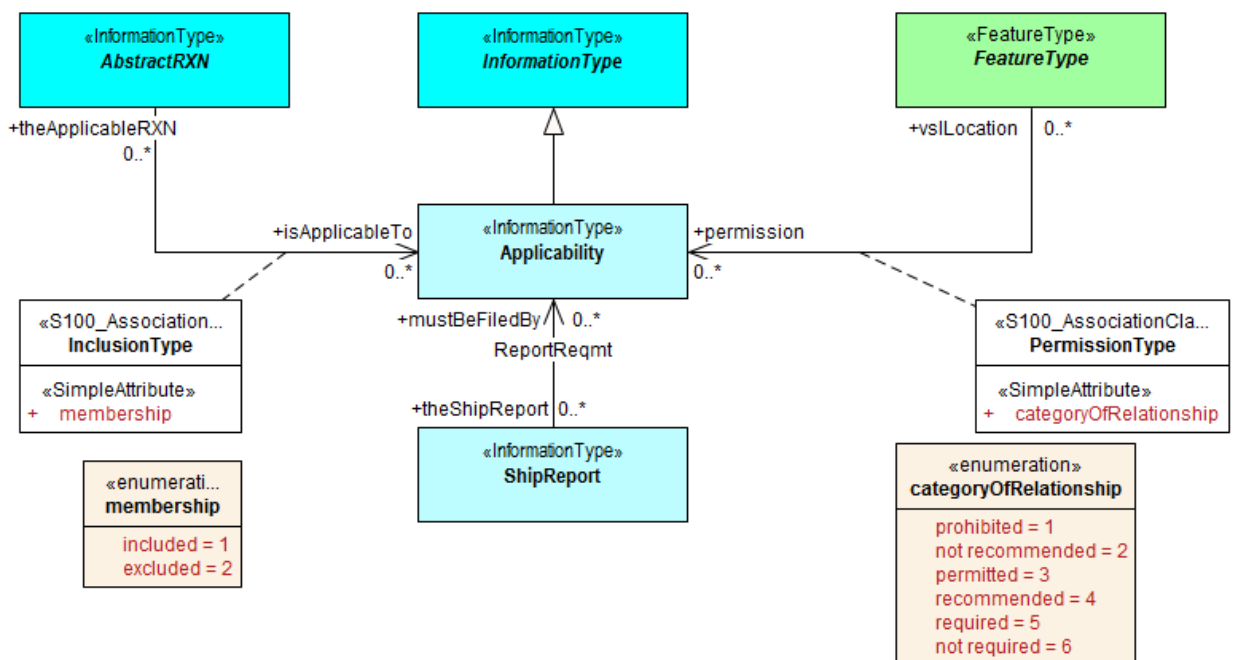 «InformationType»
AbstractRXN
«InformationType»
InformationType
«FeatureType»
FeatureType
+theApplicableRXN
0..*
+vslLocation
0..*
+isApplicableTo
0..*
«InformationType»
Applicability
+permission
0..*
«S100_Association...
InclusionType
«SimpleAttribute»
+ membership
+mustBeFiledBy
0..*
ReportReqmt
+theShipReport
0..*
«S100_AssociationCla...
PermissionType
«SimpleAttribute»
+ categoryOfRelationship
«InformationType»
ShipReport
«enumerati...
membership
included = 1
excluded = 2
«enumeration»
categoryOfRelationship
prohibited = 1
not recommended = 2
permitted = 3
recommended = 4
required = 5
not required = 6